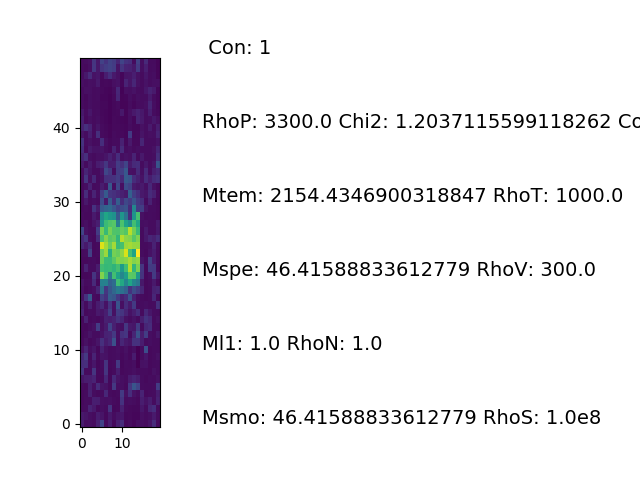 Con: 1
RhoP: 3300.0 Chi2: 1.2037115599118262 Co
Mtem: 2154.4346900318847 RhoT: 1000.0
Mspe: 46.41588833612779 RhoV: 300.0
Ml1: 1.0 RhoN: 1.0
Msmo: 46.41588833612779 RhoS: 1.0e8
40
30
20
10
0
0 10